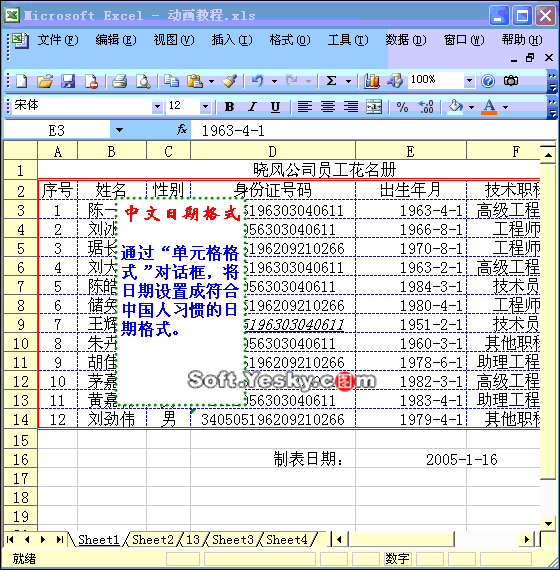 Microsoft Excel - 动画教程.xls
文件(F) 编辑(E) 视图(V) 插入(I) 格式(O) 工具(T) 数据(D) 窗口(W) 帮助(H)
100%
宋体 12 B I U
E3 fx 1963-4-1
A B C D E F
1 晓风公司员工花名册
2 序号 姓名 性别 身份证号码 出生年月 技术职
3 1 陈一 196303040611 1963-4-1 高级工程
4 2 刘冰 56303040611 1966-8-1 工程师
5 3 琚长 196209210266 1970-8-1 工程师
6 4 刘大 196303040611 1963-2-1 高级工程
7 5 陈皓 56303040611 1984-3-1 技术员
8 6 储矣 56209210266 1980-4-1 工程师
9 7 王辉 196303040611 1951-2-1 技术员
10 8 朱丹 56303040611 1960-3-1 其他职称
11 9 胡佳 196209210266 1978-6-1 助理工程
12 10 茅嘉 1982-3-1 高级工程
13 11 黄嘉 56303040611 1983-4-1 助理工程
14 12 刘劲伟 男 340505196209210266 1979-4-1 其他职称
中文日期格式
通过“单元格格
式”对话框，将
日期设置成符合
中国人习惯的日
期格式。
Soft.Yesky.com
15
16 制表日期： 2005-1-16
17
18
19
Sheet1 Sheet2 13 Sheet3 Sheet4
就绪 数字